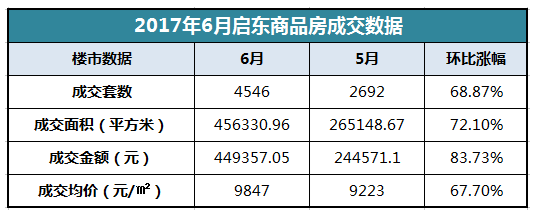 2017年6月启东商品房成交数据
楼市数据 6月 5月 环比涨幅
成交套数 4546 2692 68.87%
成交面积（平方米） 456330.96 265148.67 72.10%
成交金额（元） 449357.05 244571.1 83.73%
成交均价（元/㎡） 9847 9223 67.70%